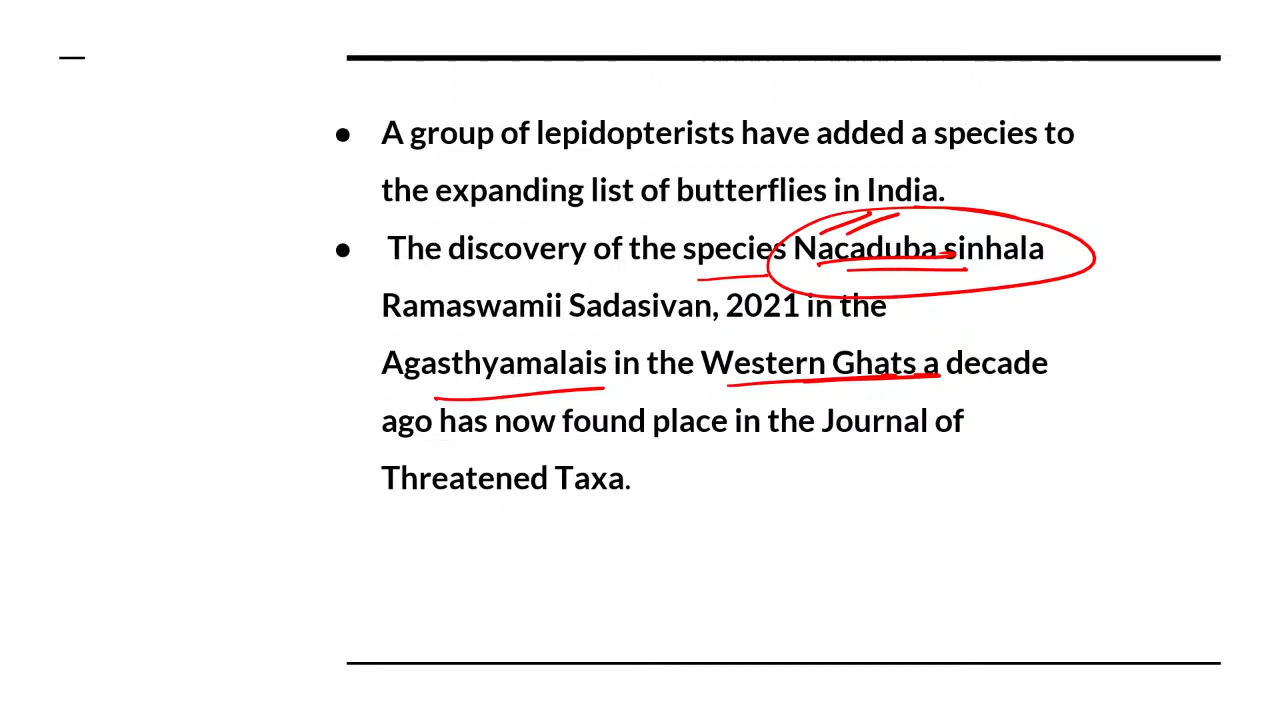 ● A group of lepidopterists have added a species to
the expanding list of butterflies in India.
● The discovery of the species Nacaduba sinhala
Ramaswamii Sadasivan, 2021 in the
Agasthyamalais in the Western Ghats a decade
ago has now found place in the Journal of
Threatened Taxa.